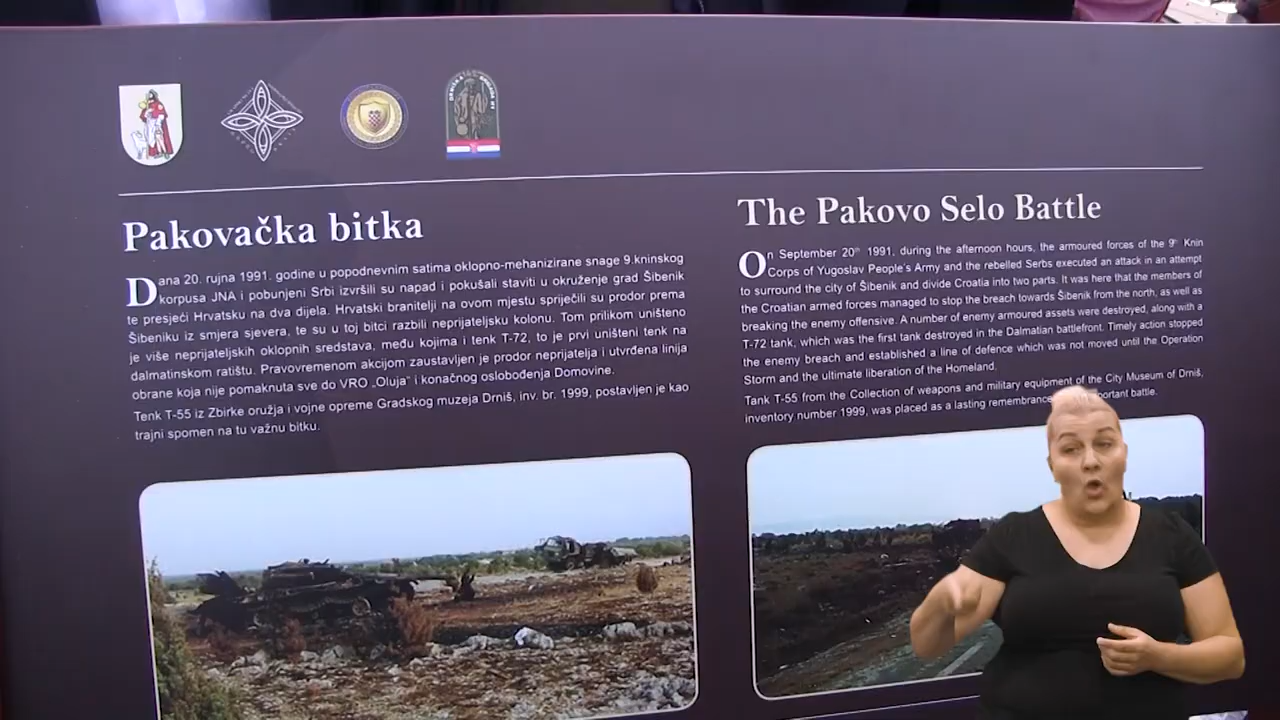 Pakovačka bitka
Dana 20. rujna 1991. godine u popodnevnim satima oklopno-mehanizirane snage 9.kninskog
korpusa JNA i pobunjeni Srbi izvršili su napad i pokušali staviti u okruženje grad Šibenik
te presjeći Hrvatsku na dva dijela. Hrvatski branitelji na ovom mjestu spriječili su prodor prema
Šibeniku iz smjera sjevera, te su u toj bitci razbili neprijateljsku kolonu. Tom prilikom uništeno
je više neprijateljskih oklopnih sredstava, među kojima i tenk T-72, to je prvi uništeni tenk na
dalmatinskom ratištu. Pravovremenom akcijom zaustavljen je prodor neprijatelja i utvrđena linija
obrane koja nije pomaknuta sve do VRO „Oluja“ i konačnog oslobođenja Domovine.
Tenk T-55 iz Zbirke oružja i vojne opreme Gradskog muzeja Drniš, inv. br. 1999, postavljen je kao
trajni spomen na tu važnu bitku.
The Pakovo Selo Battle
On September 20th 1991, during the afternoon hours, the armoured forces of the 9th Knin
Corps of Yugoslav People's Army and the rebelled Serbs executed an attack in an attempt
to surround the city of Šibenik and divide Croatia into two parts. It was here that the members of
the Croatian armed forces managed to stop the breach towards Šibenik from the north, as well as
breaking the enemy offensive. A number of enemy armoured assets were destroyed, along with a
T-72 tank, which was the first tank destroyed in the Dalmatian battlefront. Timely action stopped
the enemy breach and established a line of defence which was not moved until the Operation
Storm and the ultimate liberation of the Homeland.
Tank T-55 from the Collection of weapons and military equipment of the City Museum of Drniš,
inventory number 1999, was placed as a lasting remembrance battle.